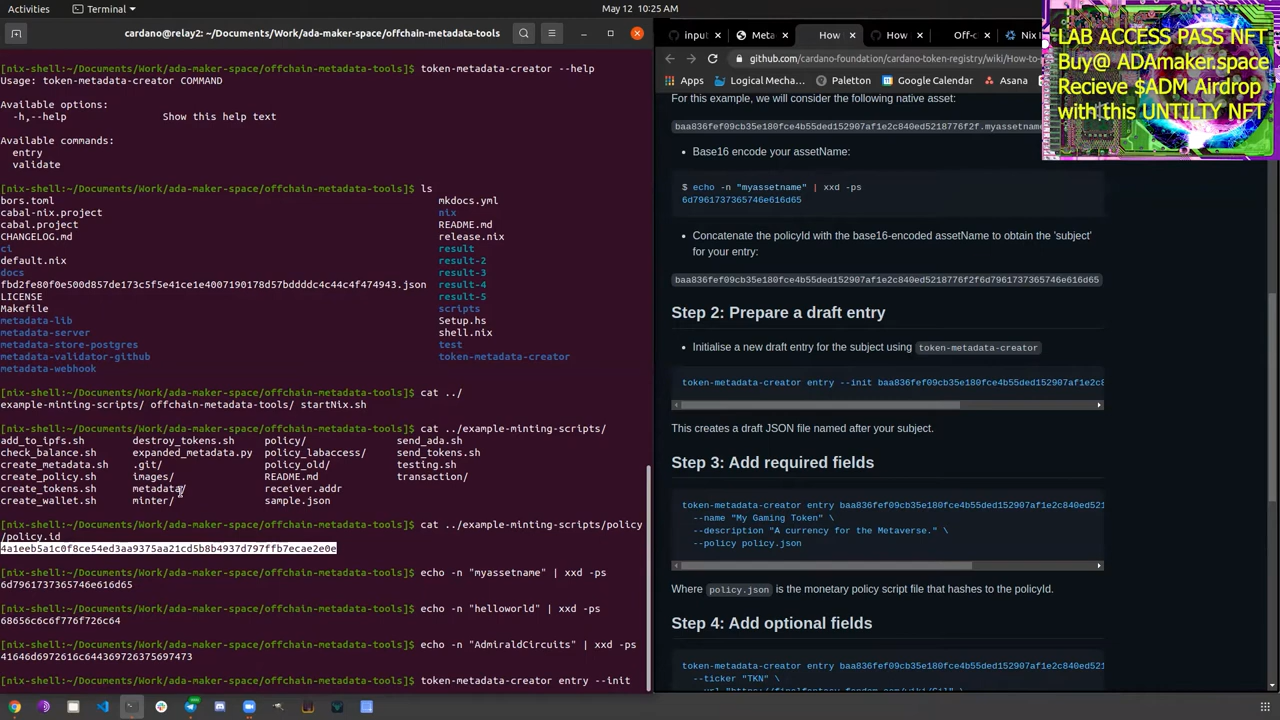 Activities
Terminal
May 12 10:25 AM
cardano@relay2: ~/Documents/Work/ada-maker-space/offchain-metadata-tools
[nix-shell:~/Documents/Work/ada-maker-space/offchain-metadata-tools]$ token-metadata-creator --help
Usage: token-metadata-creator COMMAND
Available options:
-h,--help Show this help text
Available commands:
entry
validate
[nix-shell:~/Documents/Work/ada-maker-space/offchain-metadata-tools]$ ls
bors.toml mkdocs.yml
cabal-nix.project nix
cabal.project README.md
CHANGELOG.md release.nix
ci result
default.nix result-2
docs result-3
fbd2fe80f0e500d857de173c5f5e41ce1e4007190178d57bddddc4c44c4f474943.json result-4
LICENSE result-5
Makefile scripts
metadata-lib Setup.hs
metadata-server shell.nix
metadata-store-postgres test
metadata-validator-github token-metadata-creator
metadata-webhook
[nix-shell:~/Documents/Work/ada-maker-space/offchain-metadata-tools]$ cat ../
example-minting-scripts/ offchain-metadata-tools/ startNix.sh
[nix-shell:~/Documents/Work/ada-maker-space/offchain-metadata-tools]$ cat ../example-minting-scripts/
add_to_ipfs.sh destroy_tokens.sh policy/ send_ada.sh
check_balance.sh expanded_metadata.py policy_labaccess/ send_tokens.sh
create_metadata.sh .git/ policy_old/ testing.sh
create_policy.sh images/ README.md transaction/
create_tokens.sh metadata/ receiver.addr
create_wallet.sh minter/ sample.json
[nix-shell:~/Documents/Work/ada-maker-space/offchain-metadata-tools]$ cat ../example-minting-scripts/policy
/policy.id
4a1eeb5a1c0f8ce54ed3aa9375aa21cd5b8b4937d797ffb7ecae2e0e
[nix-shell:~/Documents/Work/ada-maker-space/offchain-metadata-tools]$ echo -n "myassetname" | xxd -ps
6d7961737365746e616d65
[nix-shell:~/Documents/Work/ada-maker-space/offchain-metadata-tools]$ echo -n "helloworld" | xxd -ps
68656c6c6f776f726c64
[nix-shell:~/Documents/Work/ada-maker-space/offchain-metadata-tools]$ echo -n "AdmiraldCircuits" | xxd -ps
41646d6972616c644369726375697473
[nix-shell:~/Documents/Work/ada-maker-space/offchain-metadata-tools]$ token-metadata-creator entry --init
input
Meta
How
How
Off-c
Nix
github.com/cardano-foundation/cardano-token-registry/wiki/How-to-
Apps
Logical Mecha...
Paletton
Google Calendar
Asana
LAB ACCESS PASS NFT
Buy@ ADAmaker.space
Recieve $ADM Airdrop
with this UNTILTY NFT
For this example, we will consider the following native asset:
baa836fef09cb35e180fce4b55ded152907af1e2c840ed5218776f2f.myassetname
• Base16 encode your assetName:
$ echo -n "myassetname" | xxd -ps
6d7961737365746e616d65
• Concatenate the policyId with the base16-encoded assetName to obtain the 'subject'
for your entry:
baa836fef09cb35e180fce4b55ded152907af1e2c840ed5218776f2f6d7961737365746e616d65
Step 2: Prepare a draft entry
• Initialise a new draft entry for the subject using token-metadata-creator
token-metadata-creator entry --init baa836fef09cb35e180fce4b55ded152907af1e2c8
This creates a draft JSON file named after your subject.
Step 3: Add required fields
token-metadata-creator entry baa836fef09cb35e180fce4b55ded152907af1e2c840ed521
--name "My Gaming Token" \
--description "A currency for the Metaverse." \
--policy policy.json
Where policy.json is the monetary policy script file that hashes to the policyId.
Step 4: Add optional fields
token-metadata-creator entry baa836fef09cb35e180fce4b55ded152907af1e2c840ed521
--ticker "TKN" \